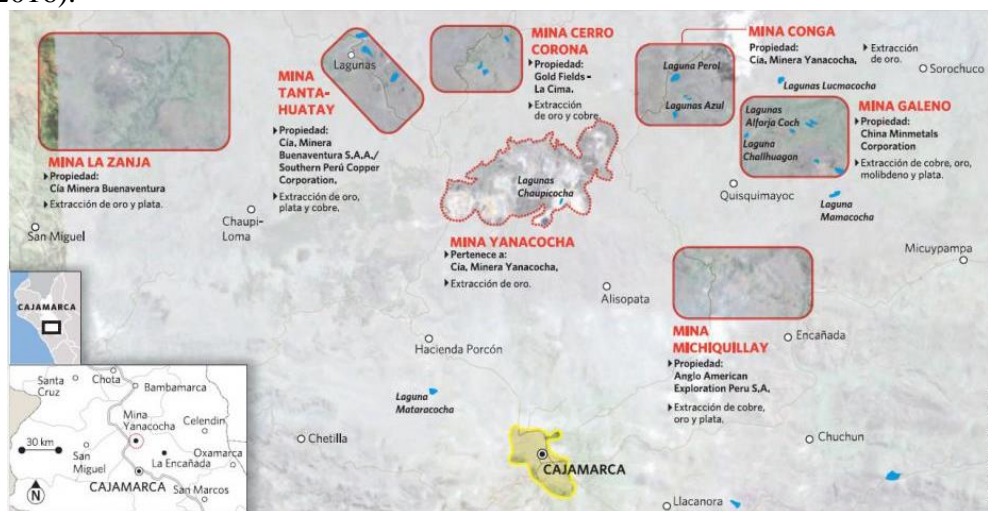 MINA LA ZANJA
Propiedad:
Cía Minera Buenaventura
Extracción de oro y plata.
San Miguel
Chaupi-
Loma
Lagunas
MINA
TANTA-
HUATAY
Propiedad:
Cía, Minera
Buenaventura S.A.A./
Southern Perú Copper
Corporation,
Extracción de oro,
plata y cobre.
MINA CERRO
CORONA
Propiedad:
Gold Fields -
La Cima,
Extracción
de oro y cobre
Lagunas
Chaupicocha
MINA YANACOCHA
Pertenece a:
Cía, Minera Yanacocha,
Extracción de oro.
Laguna Perol
Lagunas Azul
MINA CONGA
Propiedad:
Cía, Minera Yanacocha,
Extracción
de oro.
Sorochuco
Lagunas Lucmacocha
Lagunas
Alforja Coch
Laguna
Challhuagon
MINA GALENO
Propiedad:
China Minmetals
Corporation
Extracción de cobre, oro,
molibdeno y plata.
Quisquimayoc
Laguna
Mamacocha
Micuypampa
Alisopata
MINA
MICHIQUILLAY
Propiedad:
Anglo American
Exploration Peru S,A,
Extracción de cobre,
oro y plata.
Encañada
Hacienda Porcón
Laguna
Mataracocha
Chetilla
CAJAMARCA
Chuchun
Llacanora
CAJAMARCA
Santa
Cruz
Chota
Bambamarca
Mina
Yanacocha
Celendin
30 km
San
Miguel
La Encañada
Oxamarca
CAJAMARCA
San Marcos
N